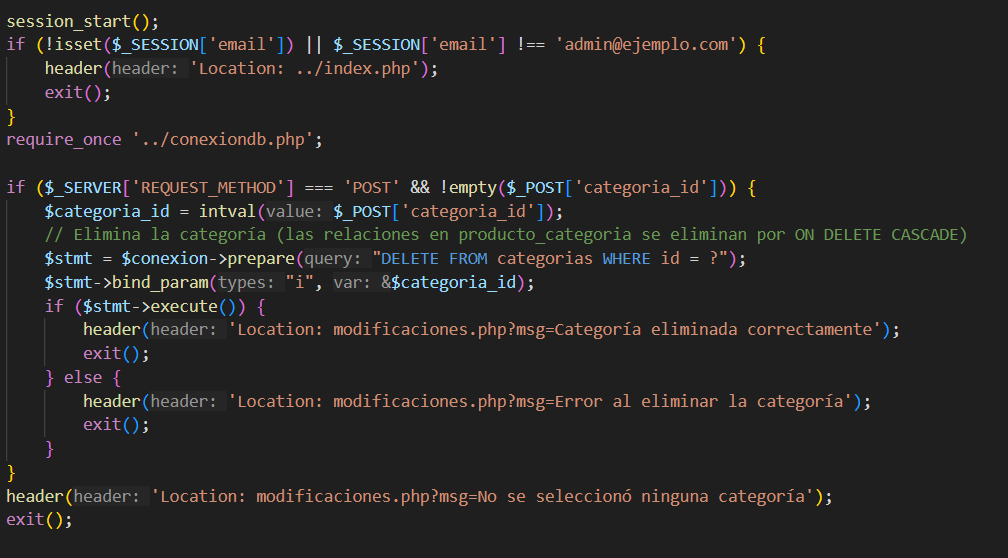 session_start();
if (!isset($_SESSION['email']) || $_SESSION['email'] !== 'admin@ejemplo.com') {
    header(header: 'Location: ../index.php');
    exit();
}
require_once '../conexiondb.php';

if ($_SERVER['REQUEST_METHOD'] === 'POST' && !empty($_POST['categoria_id'])) {
    $categoria_id = intval(value: $_POST['categoria_id']);
    // Elimina la categoría (las relaciones en producto_categoria se eliminan por ON DELETE CASCADE)
    $stmt = $conexion->prepare(query: "DELETE FROM categorias WHERE id = ?");
    $stmt->bind_param(types: "i", var: &$categoria_id);
    if ($stmt->execute()) {
        header(header: 'Location: modificaciones.php?msg=Categoría eliminada correctamente');
        exit();
    } else {
        header(header: 'Location: modificaciones.php?msg=Error al eliminar la categoría');
        exit();
    }
}
header(header: 'Location: modificaciones.php?msg=No se seleccionó ninguna categoría');
exit();